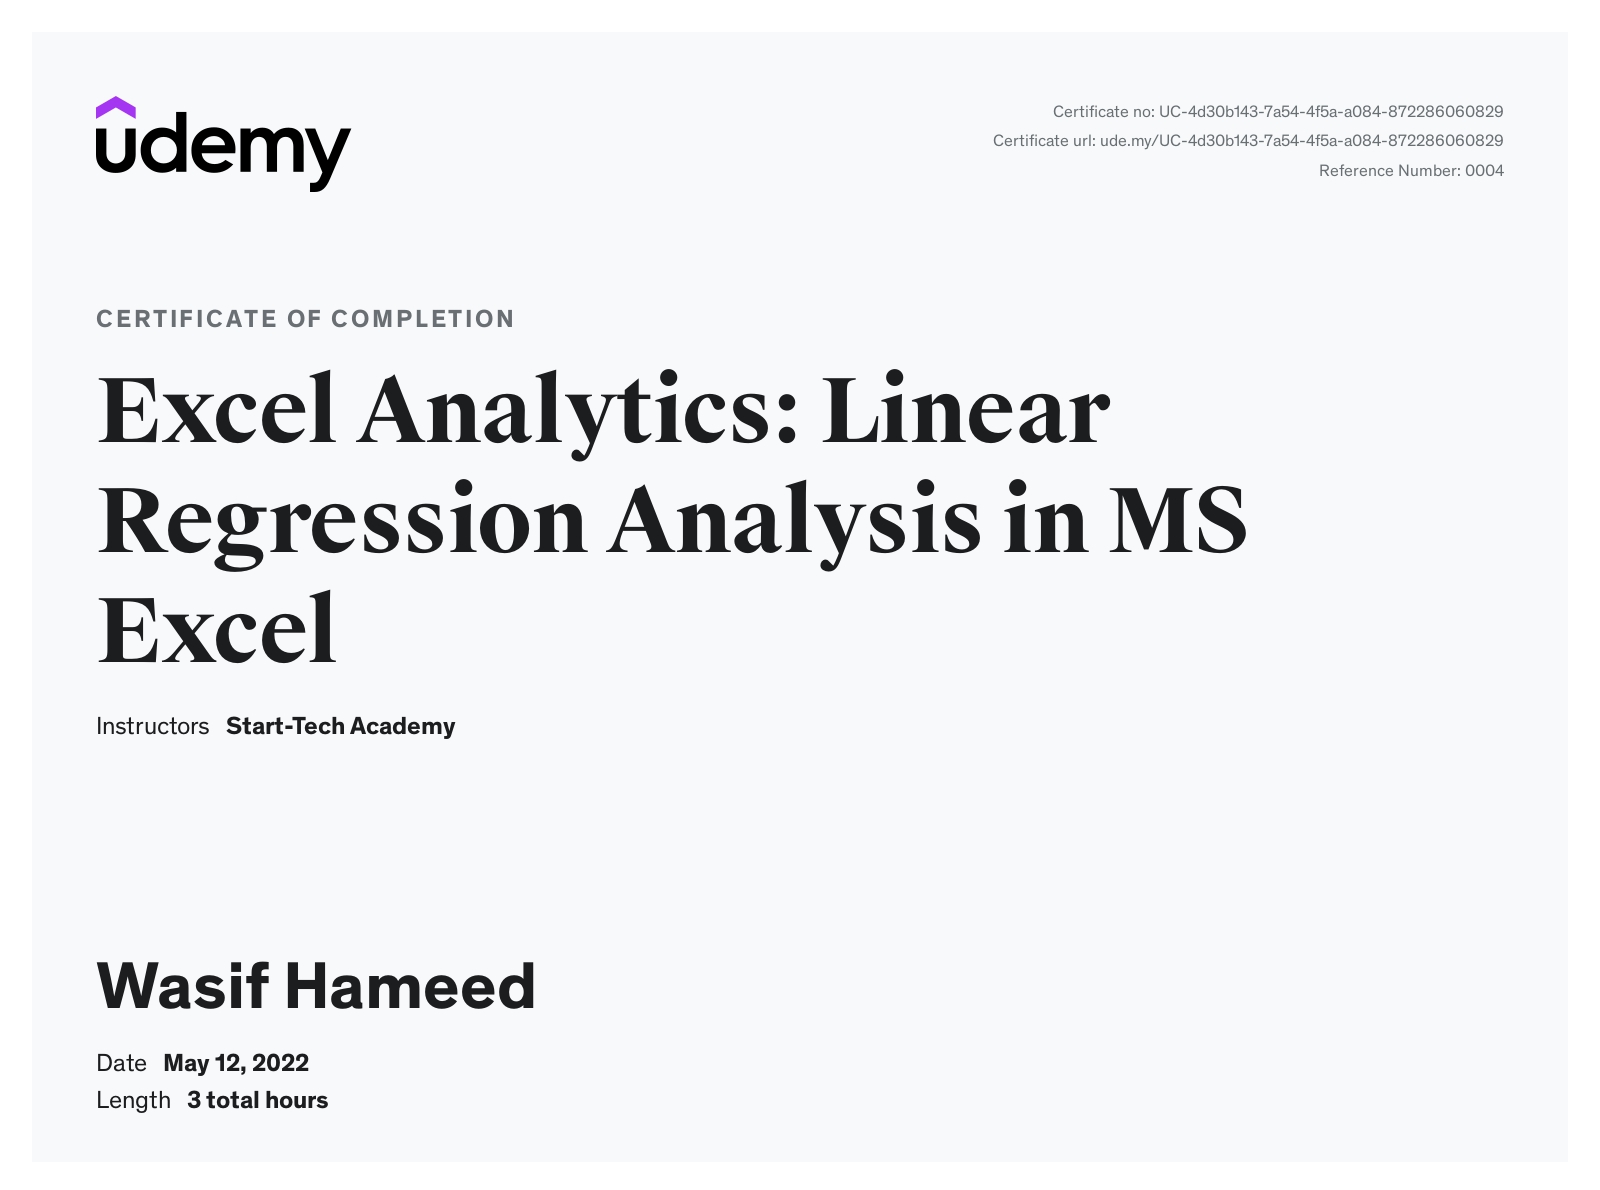 udemy
Certificate no: UC-4d30b143-7a54-4f5a-a084-872286060829
Certificate url: ude.my/UC-4d30b143-7a54-4f5a-a084-872286060829
Reference Number: 0004
CERTIFICATE OF COMPLETION
Excel Analytics: Linear
Regression Analysis in MS
Excel
Instructors Start-Tech Academy
Wasif Hameed
Date May 12, 2022
Length 3 total hours